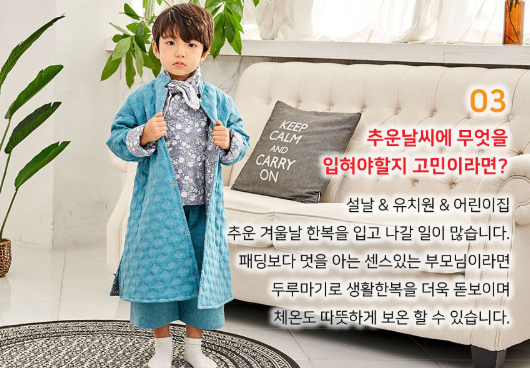 03
추운날씨에 무엇을
입혀야할지 고민이라면?
설날 & 유치원 & 어린이집
추운 겨울날 한복을 입고 나갈 일이 많습니다.
패딩보다 멋을 아는 센스있는 부모님이라면
두루마기로 생활한복을 더욱 돋보이며
체온도 따뜻하게 보온 할 수 있습니다.
KEEP
CALM
AND
CARRY
ON